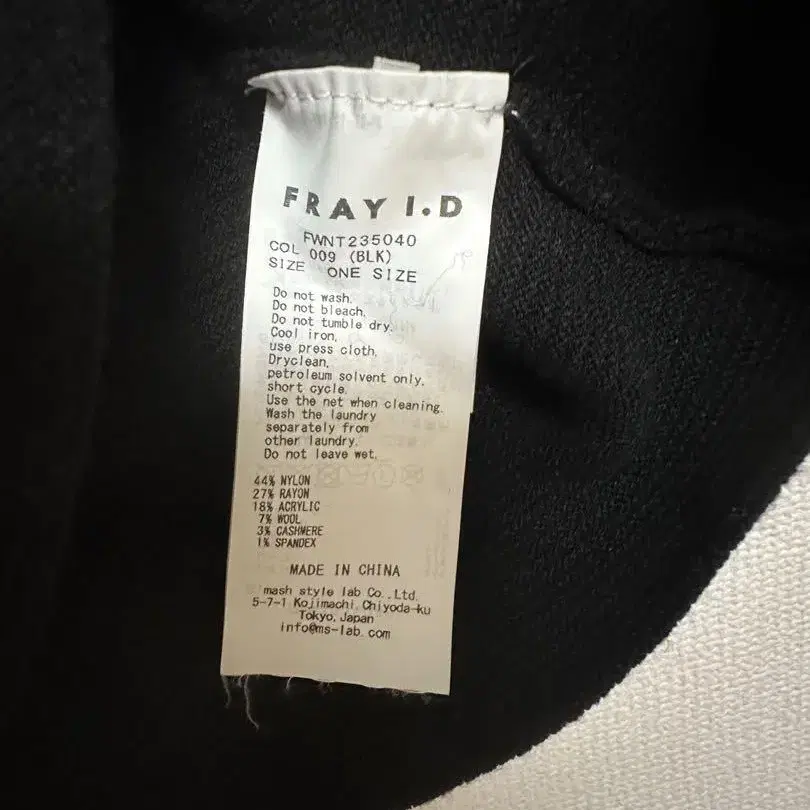 FRAY I.D
FWNT235040
COL 009 (BLK)
SIZE ONE SIZE
Do not wash.
Do not bleach.
Do not tumble dry.
Cool iron,
use press cloth.
Dryclean,
petroleum solvent only.
short cycle.
Use the net when cleaning.
Wash the laundry
separately from
other laundry.
Do not leave wet.
44% NYLON
27% RAYON
18% ACRYLIC
7% WOOL
3% CASHMERE
1% SPANDEX
MADE IN CHINA
mash style lab Co.,Ltd.
5-7-1 Kojimachi,Chiyoda-ku
Tokyo,Japan
info@ms-lab.com